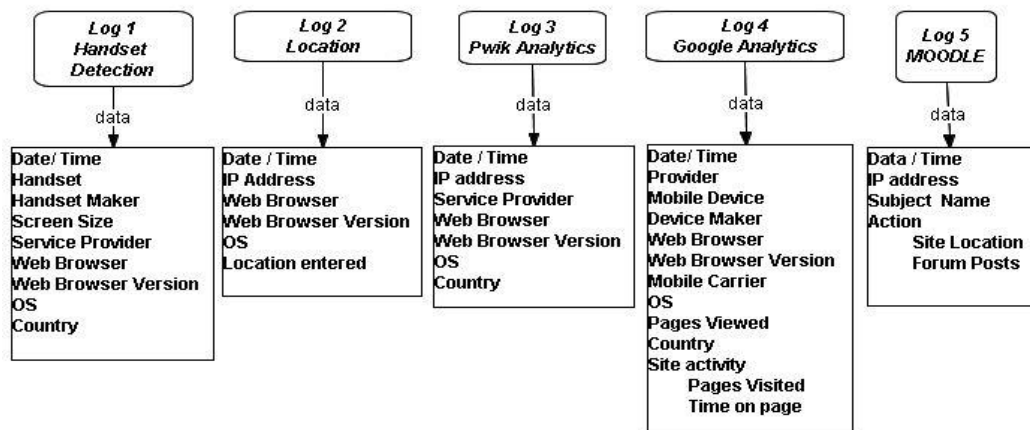 Log 1
Handset
Detection
data
Date/ Time
Handset
Handset Maker
Screen Size
Service Provider
Web Browser
Web Browser Version
OS
Country
Log 2
Location
data
Date / Time
IP Address
Web Browser
Web Browser Version
OS
Location entered
Log 3
Pwik Analytics
data
Date / Time
IP address
Service Provider
Web Browser
Web Browser Version
OS
Country
Log 4
Google Analytics
data
Date/ Time
Provider
Mobile Device
Device Maker
Web Browser
Web Browser Version
Mobile Carrier
OS
Pages Viewed
Country
Site activity
Pages Visited
Time on page
Log 5
MOODLE
data
Data / Time
IP address
Subject Name
Action
Site Location
Forum Posts